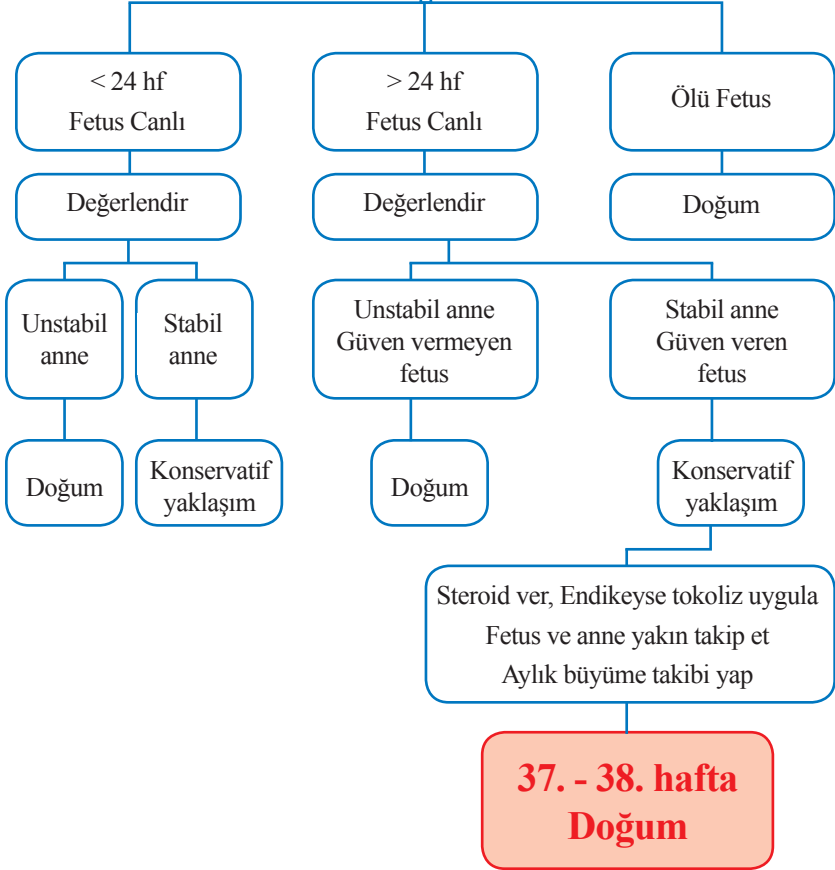 < 24 hf
Fetus Canlı
> 24 hf
Fetus Canlı
Ölü Fetus
Değerlendir
Değerlendir
Doğum
Unstabil
anne
Stabil
anne
Unstabil anne
Güven vermeyen
fetus
Stabil anne
Güven veren
fetus
Doğum
Konservatif
yaklaşım
Doğum
Konservatif
yaklaşım
Steroid ver, Endikeyse tokoliz uygula
Fetus ve anne yakın takip et
Aylık büyüme takibi yap
37. - 38. hafta
Doğum